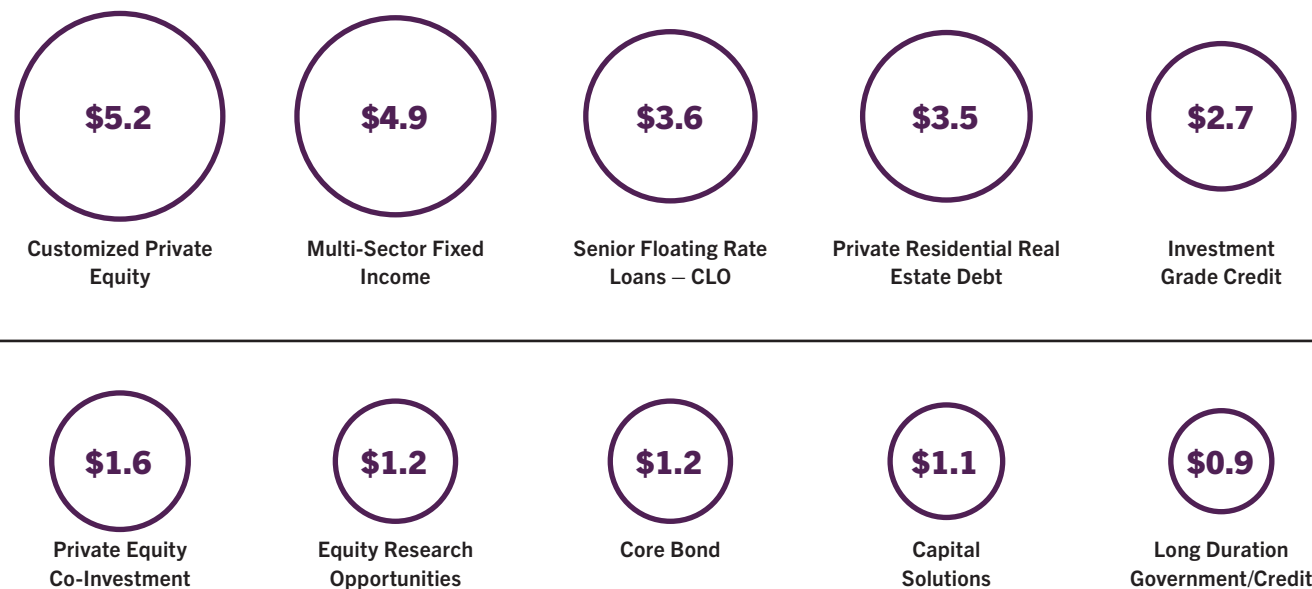 $5.2
$4.9
$3.6
$3.5
$2.7
Customized Private
Equity
Multi-Sector Fixed
Income
Senior Floating Rate
Loans – CLO
Private Residential Real
Estate Debt
Investment
Grade Credit
$1.6
$1.2
$1.2
$1.1
$0.9
Private Equity
Co-Investment
Equity Research
Opportunities
Core Bond
Capital
Solutions
Long Duration
Government/Credit